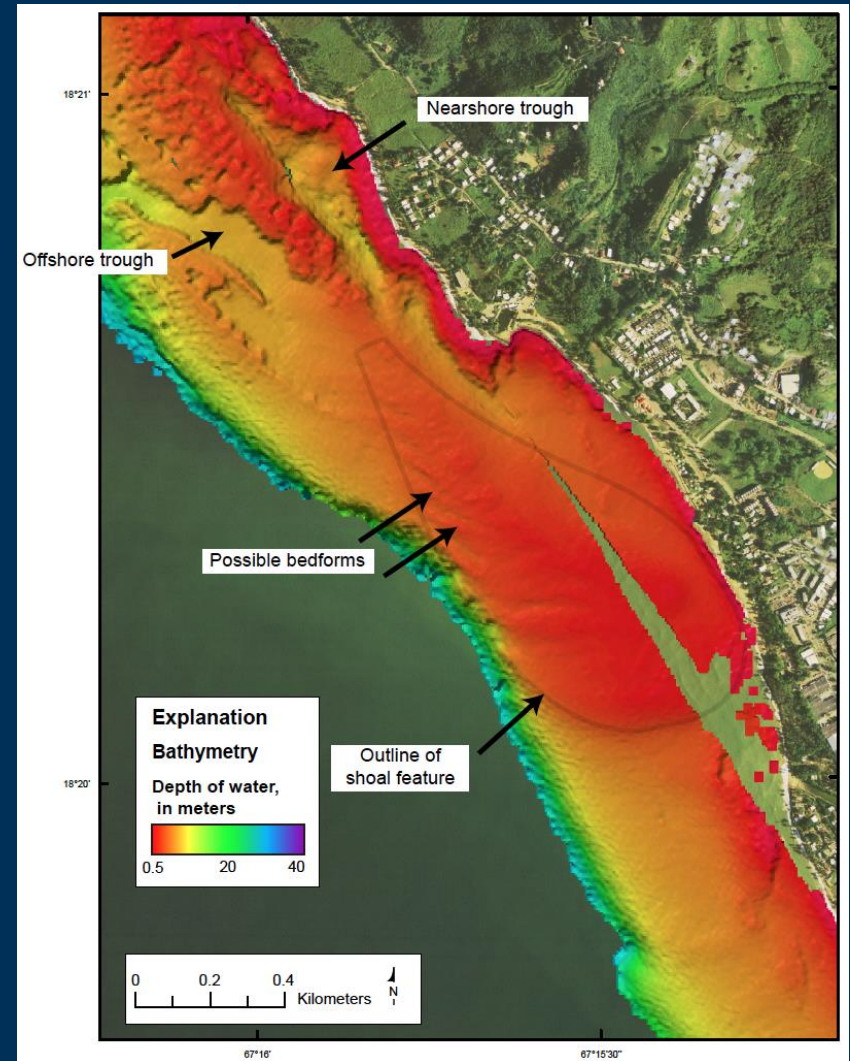 18°21'
Nearshore trough
Offshore trough
Possible bedforms
Outline of
shoal feature
Explanation
Bathymetry
Depth of water,
in meters
0.5 20 40
18°20'
0 0.2 0.4
Kilometers
N
67°16' 67°15'30"